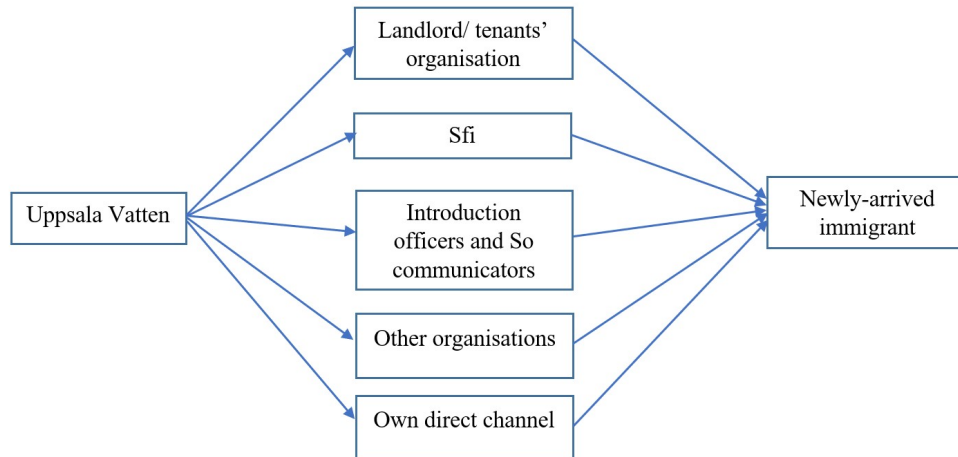 Landlord/ tenants’
organisation
Sfi
Uppsala Vatten
Introduction
officers and So
communicators
Newly-arrived
immigrant
Other organisations
Own direct channel